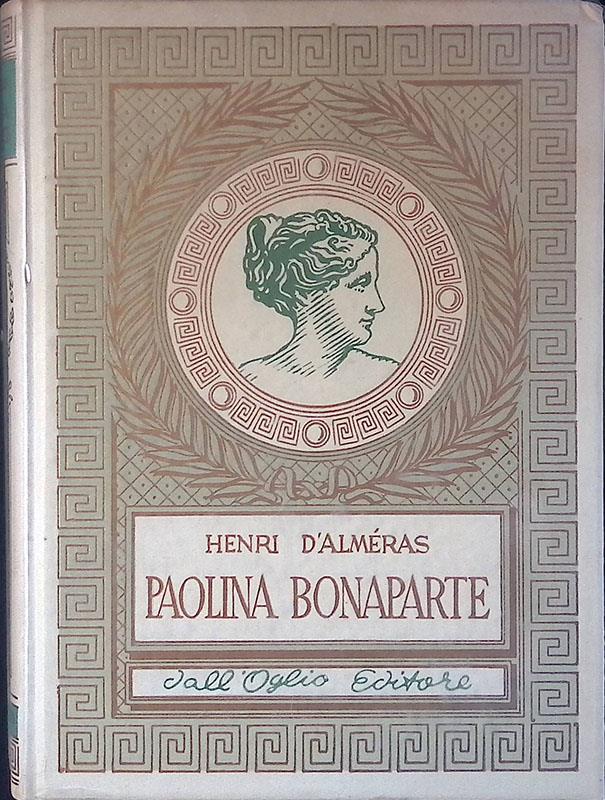 HENRI D'ALMÉRAS
PAOLINA BONAPARTE
dall'Oglio Editore